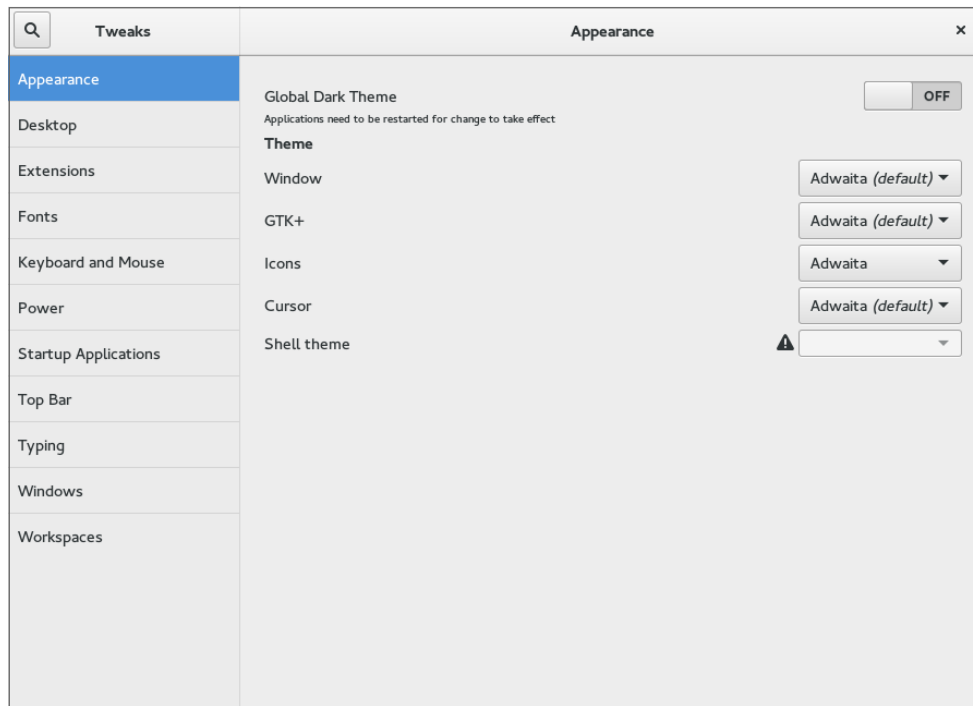 Tweaks
Appearance
Appearance
Desktop
Extensions
Fonts
Keyboard and Mouse
Power
Startup Applications
Top Bar
Typing
Windows
Workspaces
Global Dark Theme OFF
Applications need to be restarted for change to take effect
Theme
Window Adwaita (default)
GTK+ Adwaita (default)
Icons Adwaita
Cursor Adwaita (default)
Shell theme